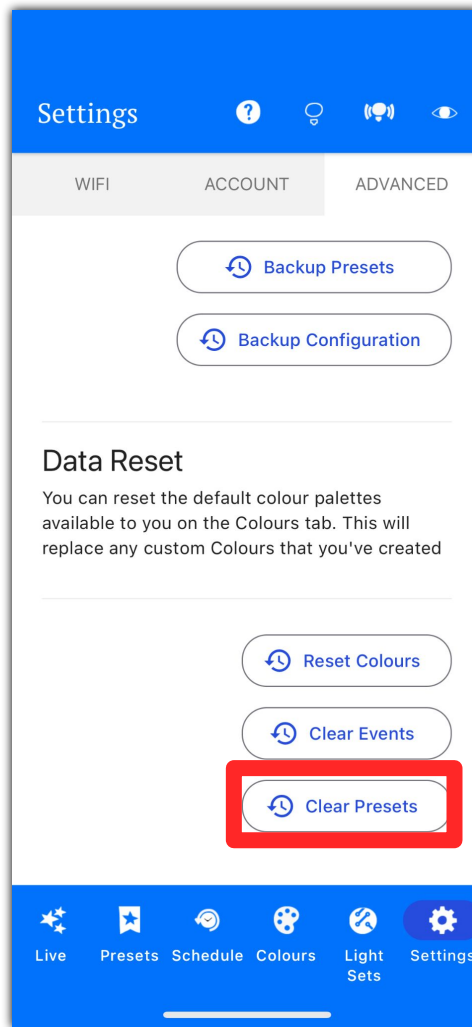 Settings
?
WIFI ACCOUNT ADVANCED
Backup Presets
Backup Configuration
Data Reset
You can reset the default colour palettes
available to you on the Colours tab. This will
replace any custom Colours that you've created
Reset Colours
Clear Events
Clear Presets
Live Presets Schedule Colours Light Settings
Sets